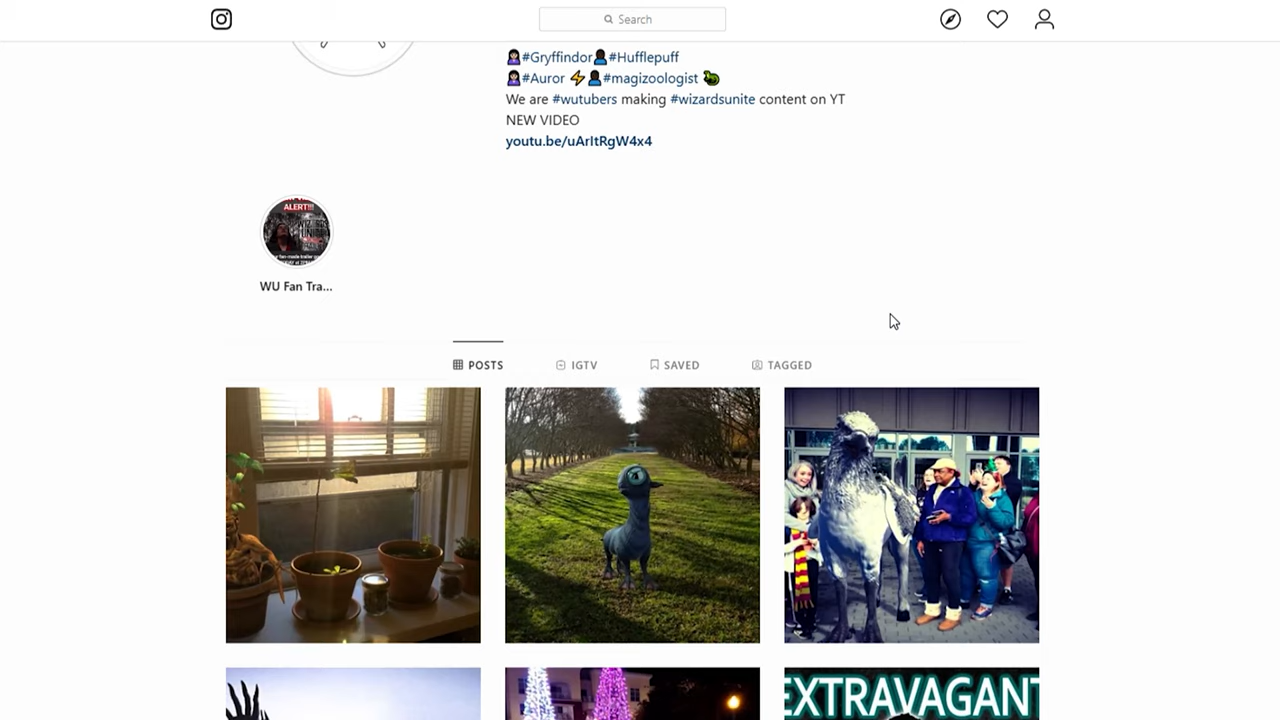 Search
#Gryffindor #Hufflepuff
#Auror #magizoologist
We are #wutubers making #wizardsunite content on YT
NEW VIDEO
youtu.be/uArItRgW4x4
ALERT!!!
WU Fan Tra...
POSTS IGTV SAVED TAGGED
EXTRAVAGANT